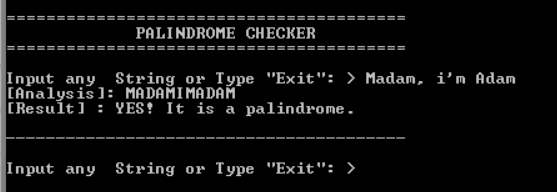 ========================================
PALINDROME CHECKER
========================================
Input any  String or Type "Exit": > Madam, i'm Adam
[Analysis]: MADAMIMADAM
[Result] : YES! It is a palindrome.
----------------------------------------
Input any  String or Type "Exit": >